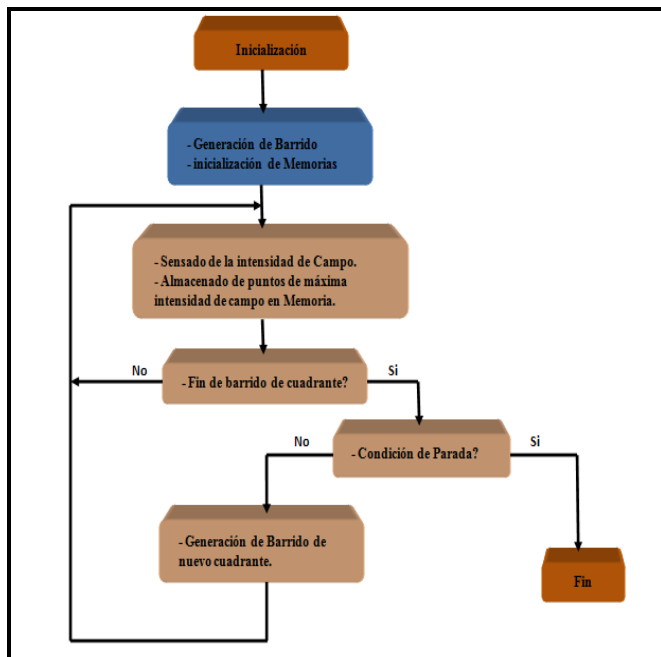 Inicialización
- Generación de Barrido
- inicialización de Memorias
- Sensado de la intensidad de Campo.
- Almacenado de puntos de máxima
intensidad de campo en Memoria.
No
- Fin de barrido de cuadrante?
Si
No
- Condición de Parada?
Si
- Generación de Barrido de
nuevo cuadrante.
Fin